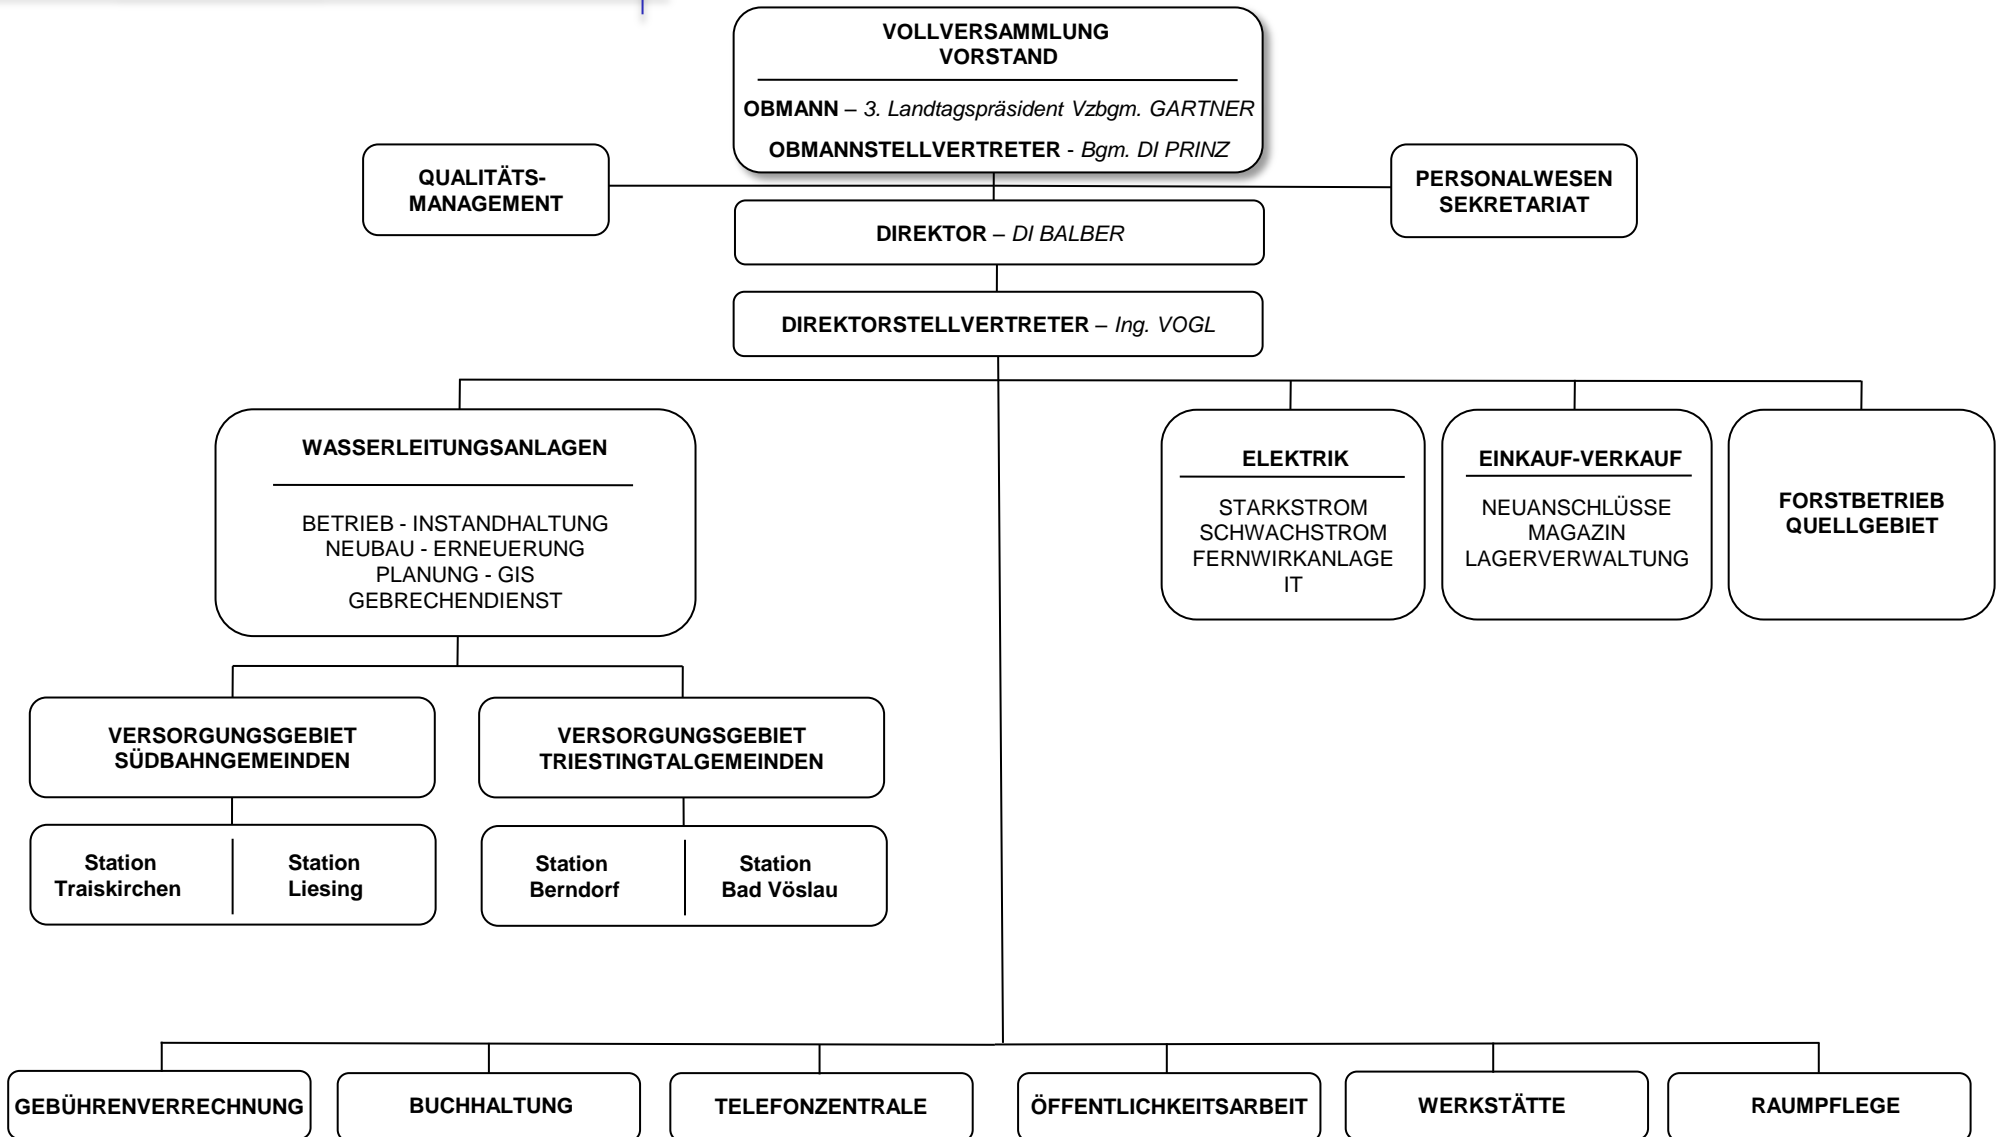 VOLLVERSAMMLUNG
VORSTAND
OBMANN – 3. Landtagspräsident Vzbgm. GARTNER
OBMANNSTELLVERTRETER - Bgm. DI PRINZ
QUALITÄTS-
MANAGEMENT
PERSONALWESEN
SEKRETARIAT
DIREKTOR – DI BALBER
DIREKTORSTELLVERTRETER – Ing. VOGL
WASSERLEITUNGSANLAGEN
BETRIEB - INSTANDHALTUNG
NEUBAU - ERNEUERUNG
PLANUNG - GIS
GEBRECHENDIENST
ELEKTRIK
STARKSTROM
SCHWACHSTROM
FERNWIRKANLAGE
IT
EINKAUF-VERKAUF
NEUANSCHLÜSSE
MAGAZIN
LAGERVERWALTUNG
FORSTBETRIEB
QUELLGEBIET
VERSORGUNGSGEBIET
SÜDBAHNGEMEINDEN
VERSORGUNGSGEBIET
TRIESTINGTALGEMEINDEN
Station
Traiskirchen
Station
Liesing
Station
Berndorf
Station
Bad Vöslau
GEBÜHRENVERRECHNUNG
BUCHHALTUNG
TELEFONZENTRALE
ÖFFENTLICHKEITSARBEIT
WERKSTÄTTE
RAUMPFLEGE